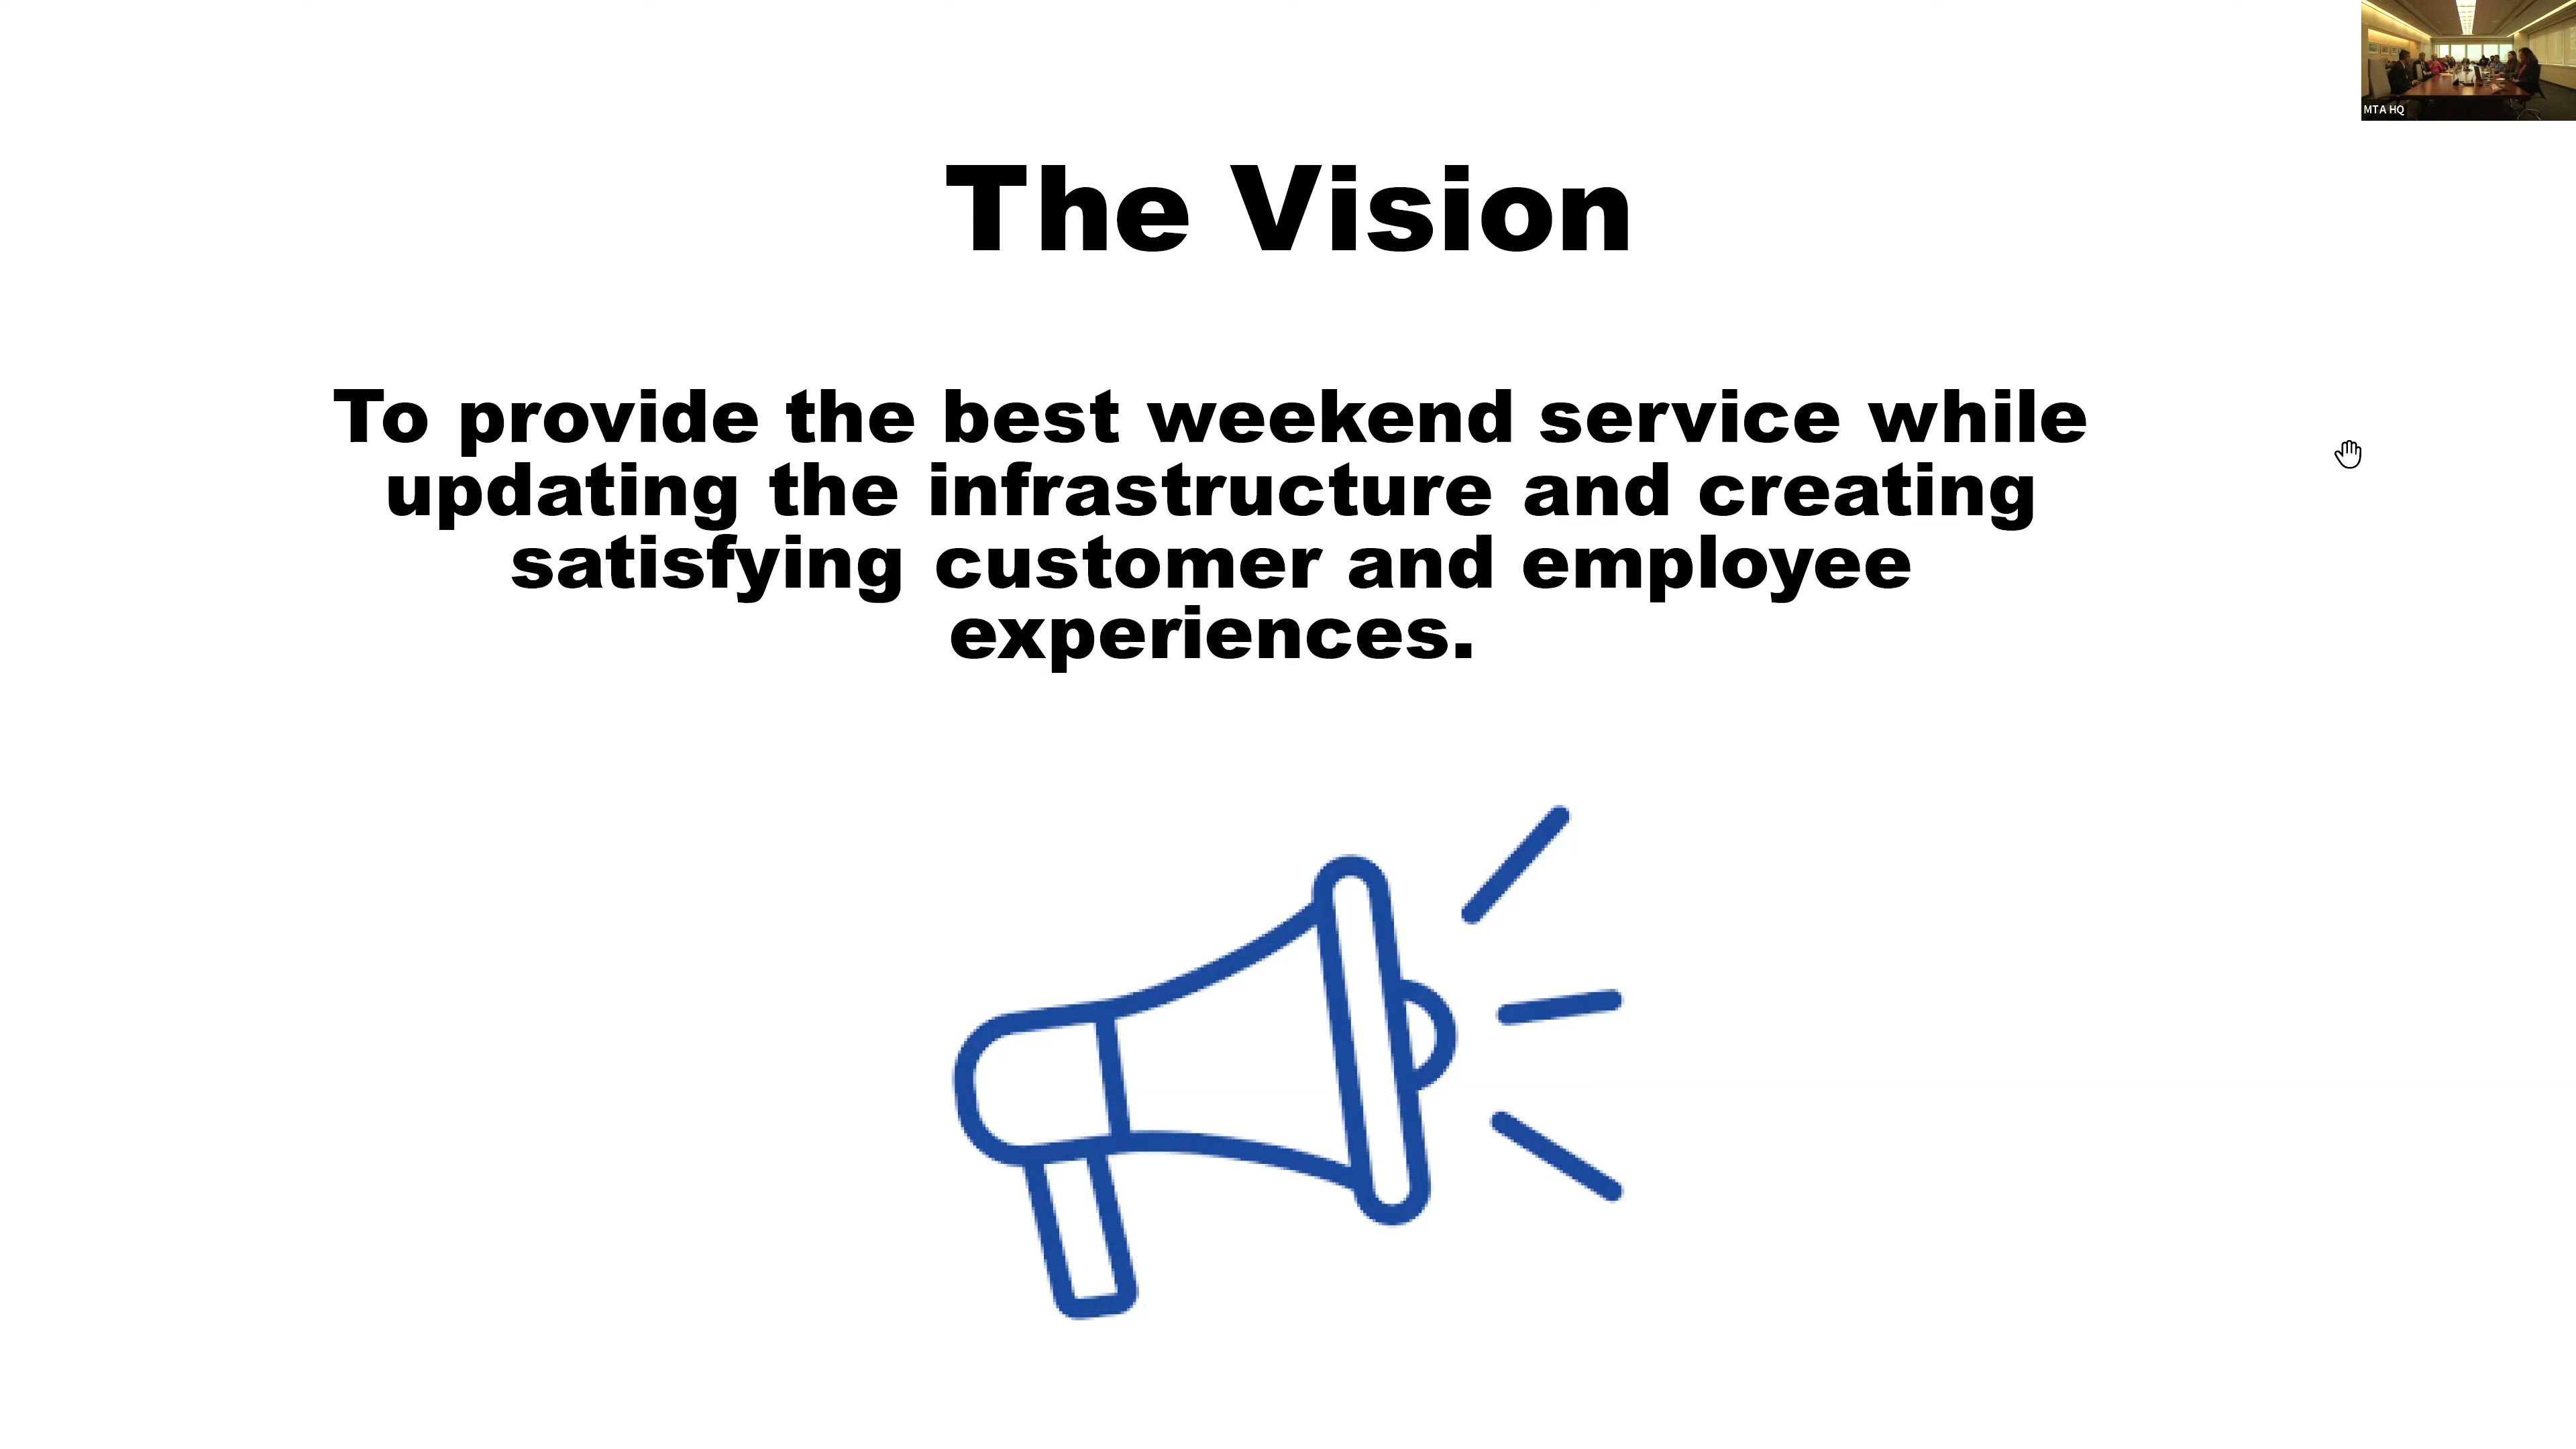 MTA HQ
The Vision
To provide the best weekend service while
updating the infrastructure and creating
satisfying customer and employee
experiences.